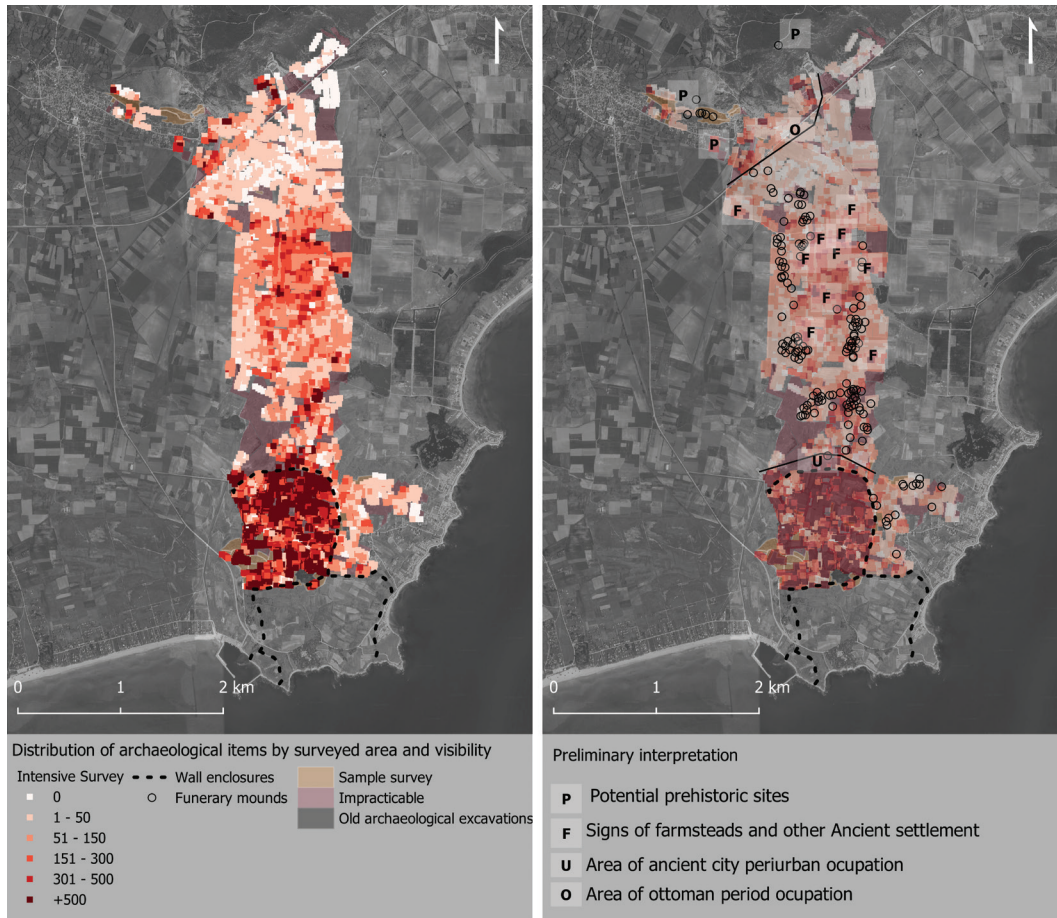 0 1 2 km
Distribution of archaeological items by surveyed area and visibility
Intensive Survey
0
1 - 50
51 - 150
151 - 300
301 - 500
+500
Wall enclosures
Funerary mounds
Sample survey
Impracticable
Old archaeological excavations
P
P
P
O
F
F
F
F
F
F
F
F
F
F
U
0 1 2 km
Preliminary interpretation
P Potential prehistoric sites
F Signs of farmsteads and other Ancient settlement
U Area of ancient city periurban ocupation
O Area of ottoman period ocupation